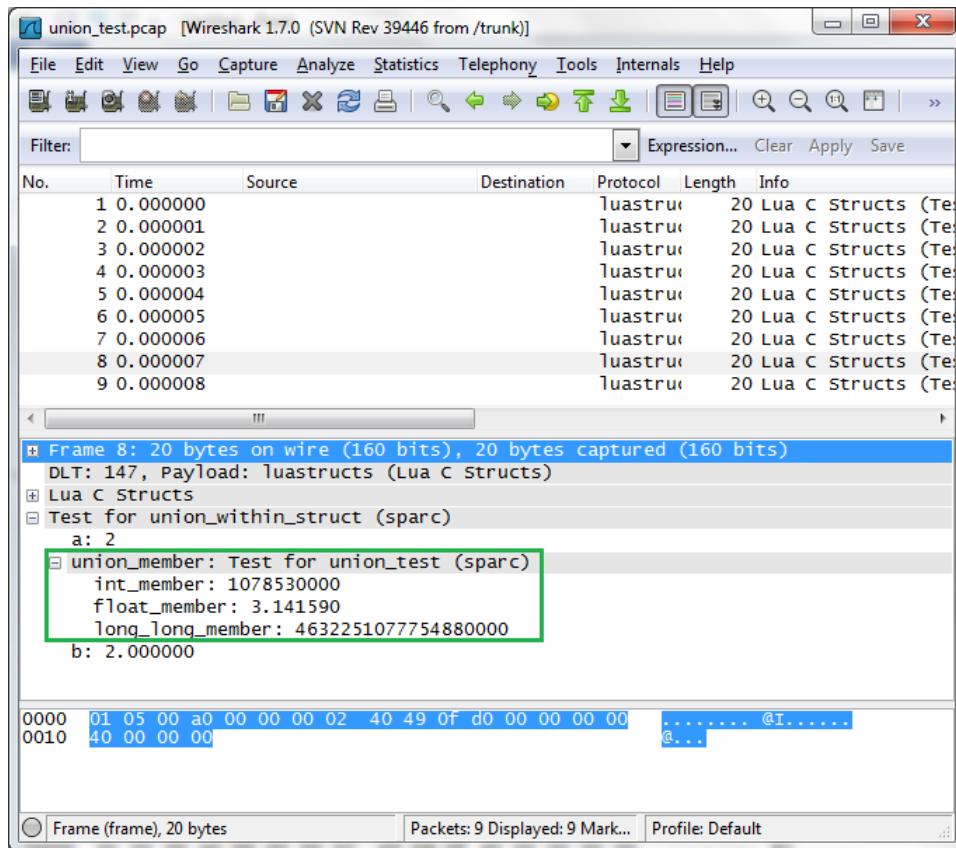 union_test.pcap [Wireshark 1.7.0 (SVN Rev 39446 from /trunk)]
File Edit View Go Capture Analyze Statistics Telephony Tools Internals Help
Filter: Expression... Clear Apply Save
No. Time Source Destination Protocol Length Info
1 0.000000 luastruc 20 Lua C Structs (Te
2 0.000001 luastruc 20 Lua C Structs (Te
3 0.000002 luastruc 20 Lua C Structs (Te
4 0.000003 luastruc 20 Lua C Structs (Te
5 0.000004 luastruc 20 Lua C Structs (Te
6 0.000005 luastruc 20 Lua C Structs (Te
7 0.000006 luastruc 20 Lua C Structs (Te
8 0.000007 luastruc 20 Lua C Structs (Te
9 0.000008 luastruc 20 Lua C Structs (Te
Frame 8: 20 bytes on wire (160 bits), 20 bytes captured (160 bits)
DLT: 147, Payload: luastructs (Lua C Structs)
Lua C Structs
Test for union_within_struct (sparc)
a: 2
union_member: Test for union_test (sparc)
int_member: 1078530000
float_member: 3.141590
long_long_member: 4632251077754880000
b: 2.000000
0000 01 05 00 a0 00 00 00 02 40 49 0f d0 00 00 00 00 ........ @I......
0010 40 00 00 00 @...
Frame (frame), 20 bytes Packets: 9 Displayed: 9 Mark... Profile: Default